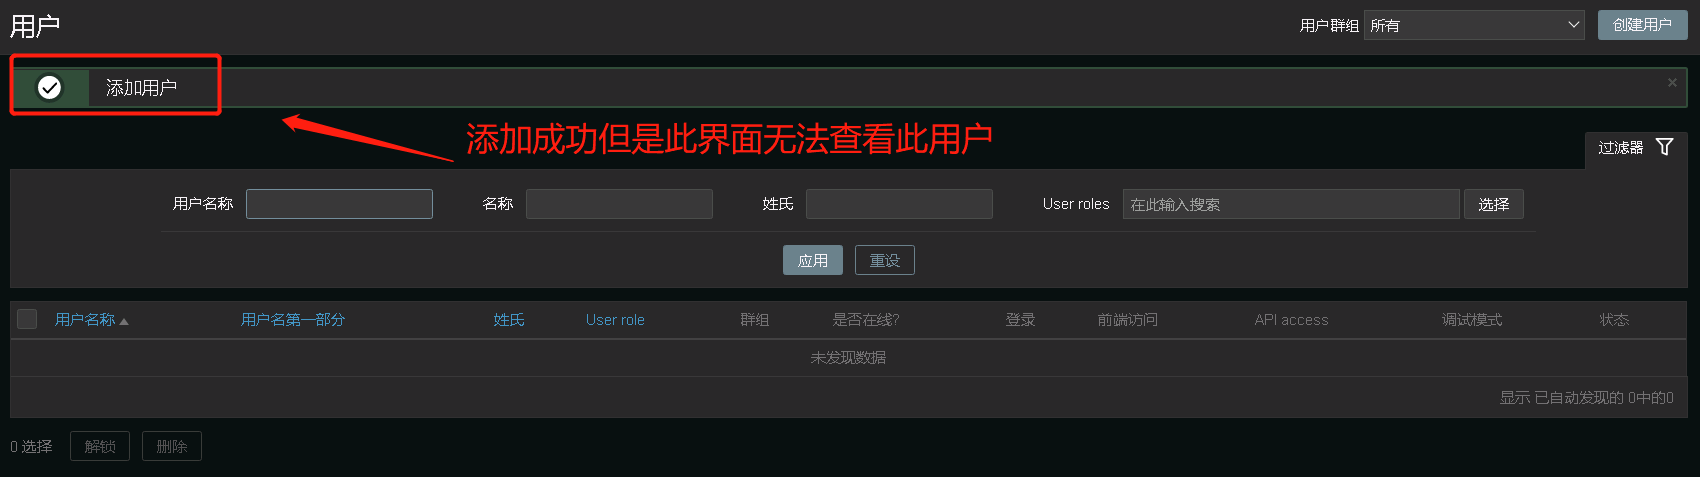 用户
用户群组 所有 创建用户
添加用户
添加成功但是此界面无法查看此用户
过滤器
用户名称 名称 姓氏 User roles 在此输入搜索 选择
应用 重设
用户名称 用户名第一部分 姓氏 User role 群组 是否在线? 登录 前端访问 API access 调试模式 状态
未发现数据
显示 已自动发现的 0中的0
0 选择 解锁 删除